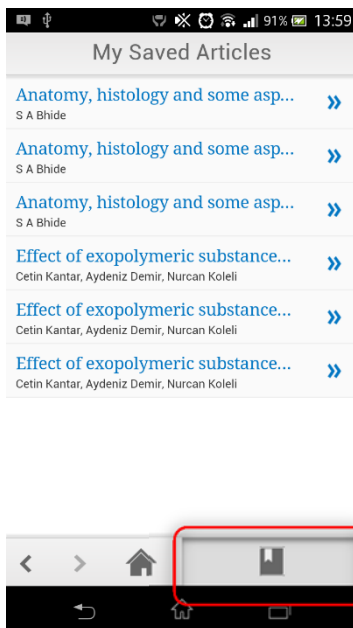 91% 13:59
My Saved Articles
Anatomy, histology and some asp...
S A Bhide
Anatomy, histology and some asp...
S A Bhide
Anatomy, histology and some asp...
S A Bhide
Effect of exopolymeric substance...
Cetin Kantar, Aydeniz Demir, Nurcan Koleli
Effect of exopolymeric substance...
Cetin Kantar, Aydeniz Demir, Nurcan Koleli
Effect of exopolymeric substance...
Cetin Kantar, Aydeniz Demir, Nurcan Koleli